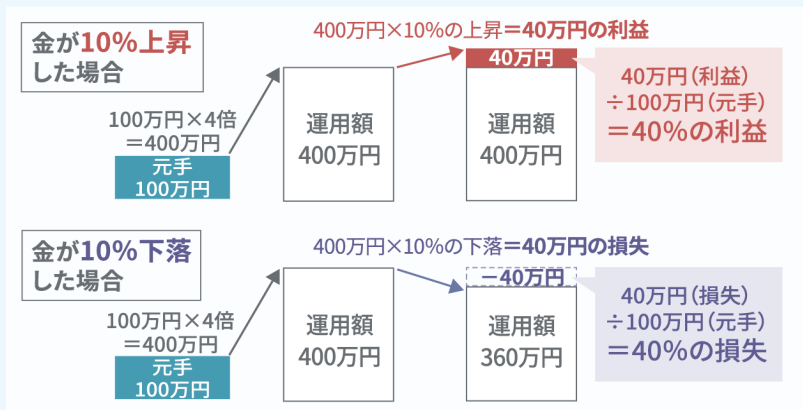 金が10%上昇
した場合
400万円×10%の上昇＝40万円の利益
100万円×4倍
＝400万円
元手
100万円
運用額
400万円
40万円
運用額
400万円
40万円（利益）
÷100万円（元手）
＝40%の利益
金が10%下落
した場合
400万円×10%の下落＝40万円の損失
100万円×4倍
＝400万円
元手
100万円
運用額
400万円
−40万円
運用額
360万円
40万円（損失）
÷100万円（元手）
＝40%の損失